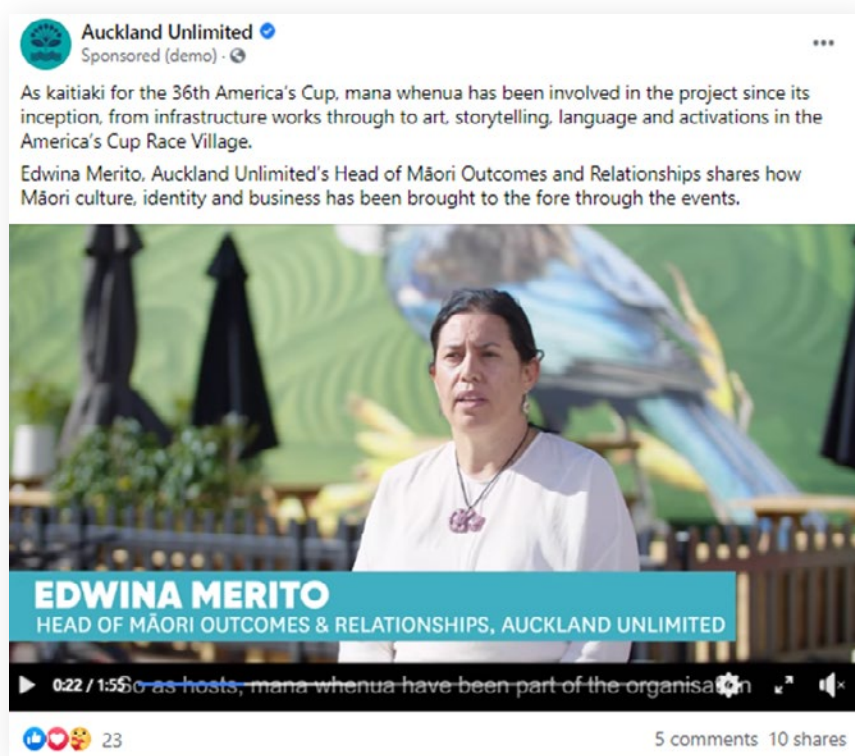 Auckland Unlimited
Sponsored (demo) ·
As kaitiaki for the 36th America's Cup, mana whenua has been involved in the project since its
inception, from infrastructure works through to art, storytelling, language and activations in the
America's Cup Race Village.
Edwina Merito, Auckland Unlimited's Head of Māori Outcomes and Relationships shares how
Māori culture, identity and business has been brought to the fore through the events.
EDWINA MERITO
HEAD OF MĀORI OUTCOMES & RELATIONSHIPS, AUCKLAND UNLIMITED
0:22 / 1:55 So as hosts, mana whenua have been part of the organisation
23 5 comments 10 shares